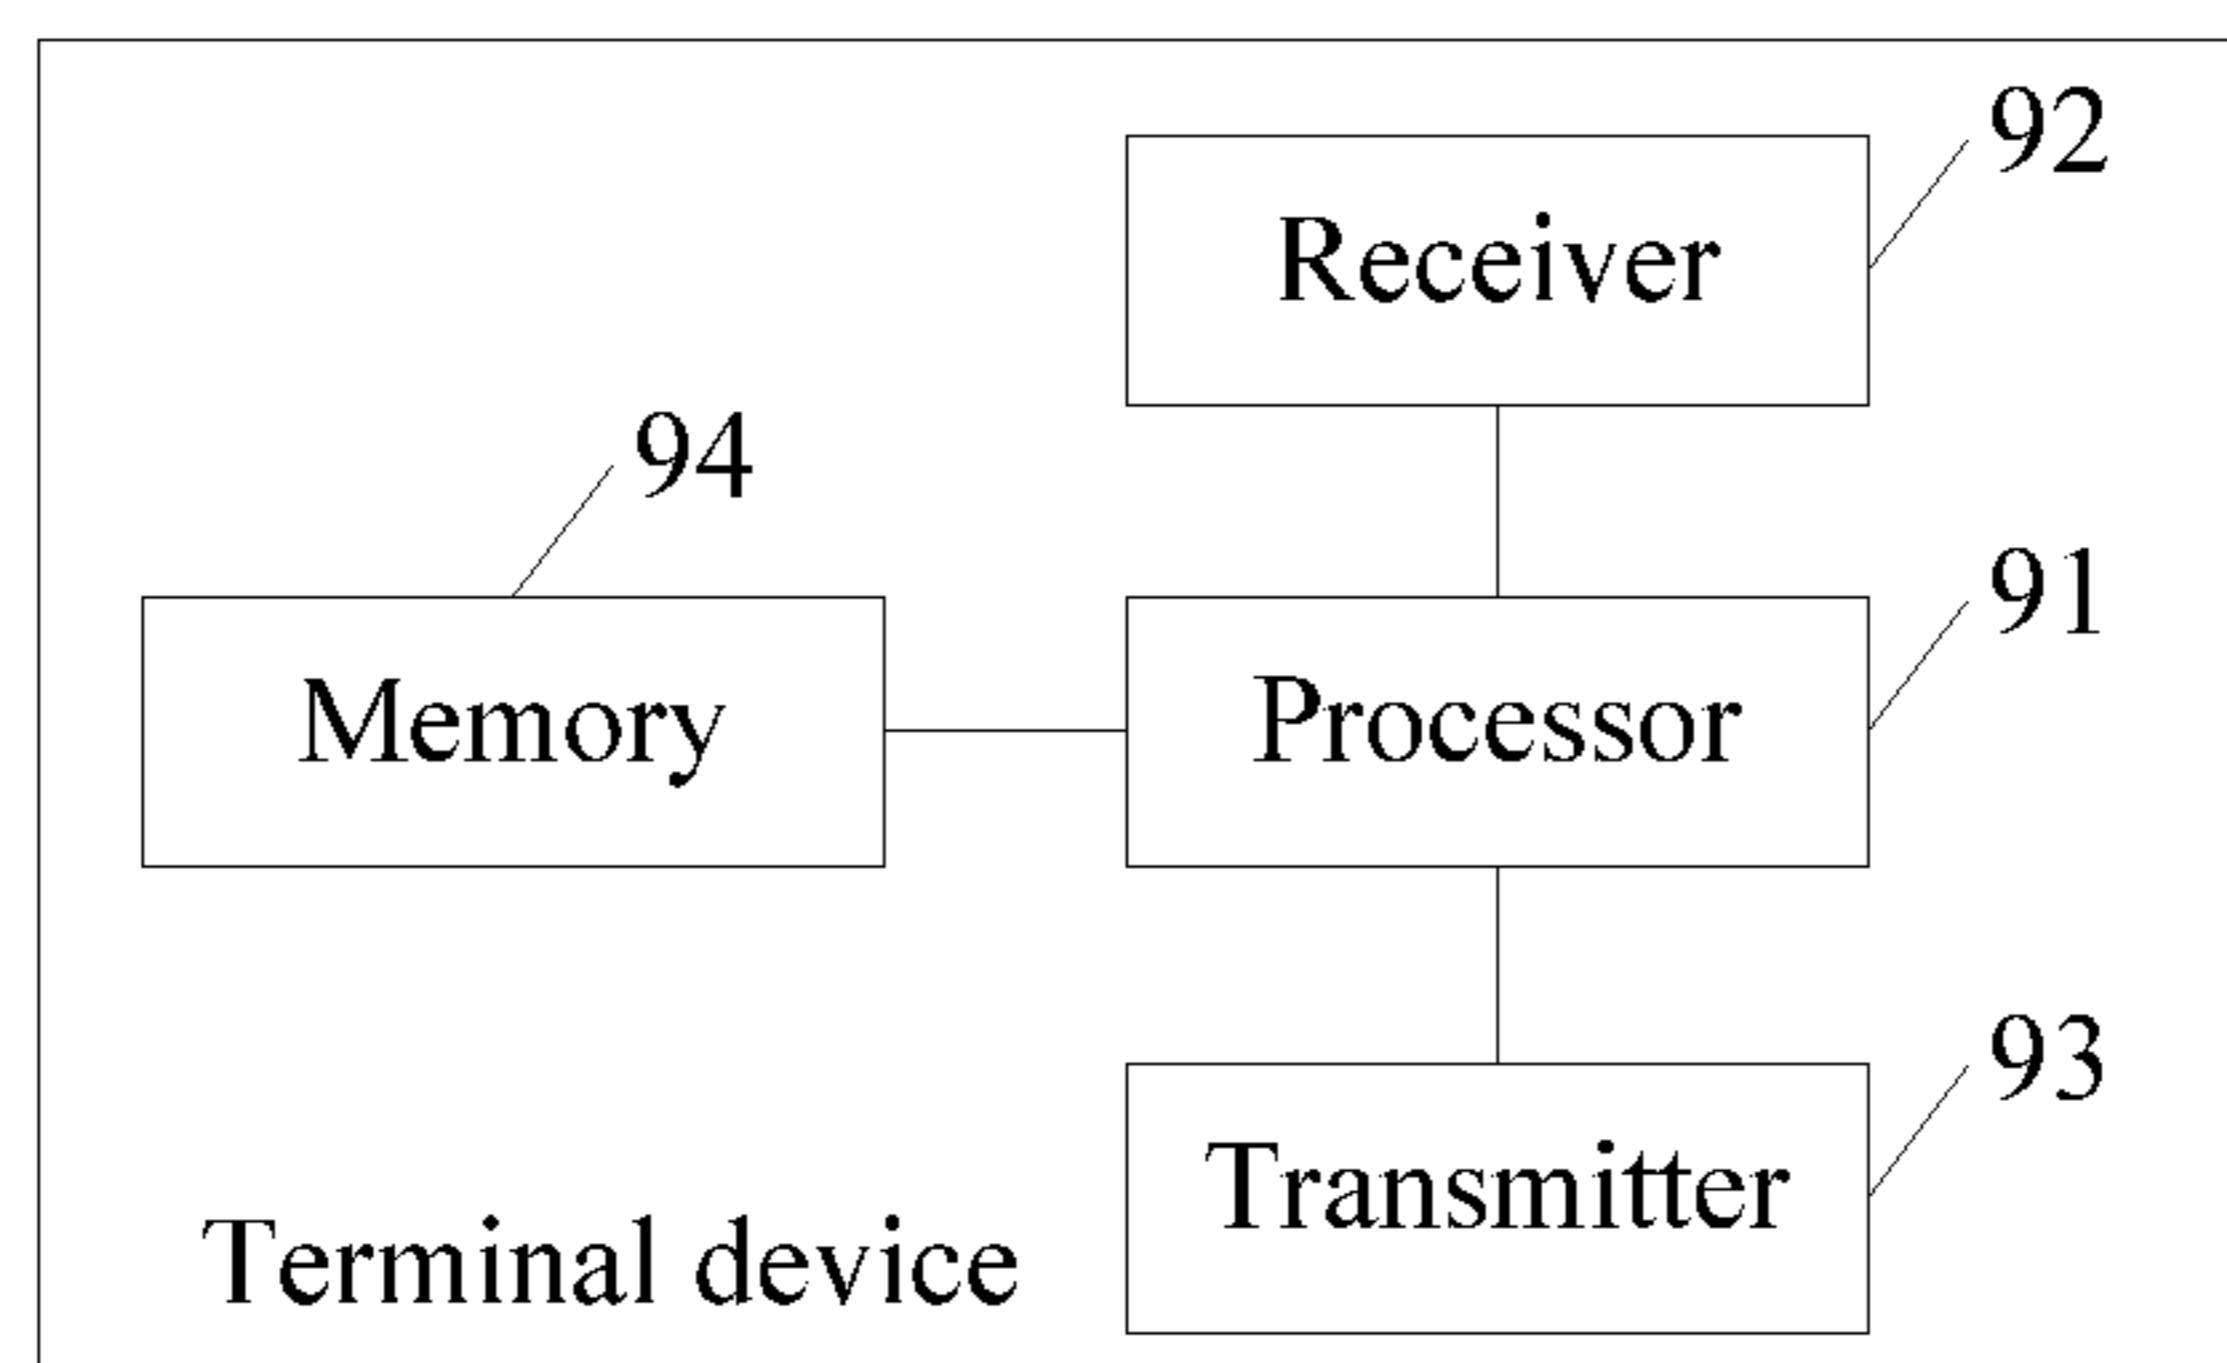 92
Receiver
94
91
Memory
Processor
93
Transmitter
Terminal device